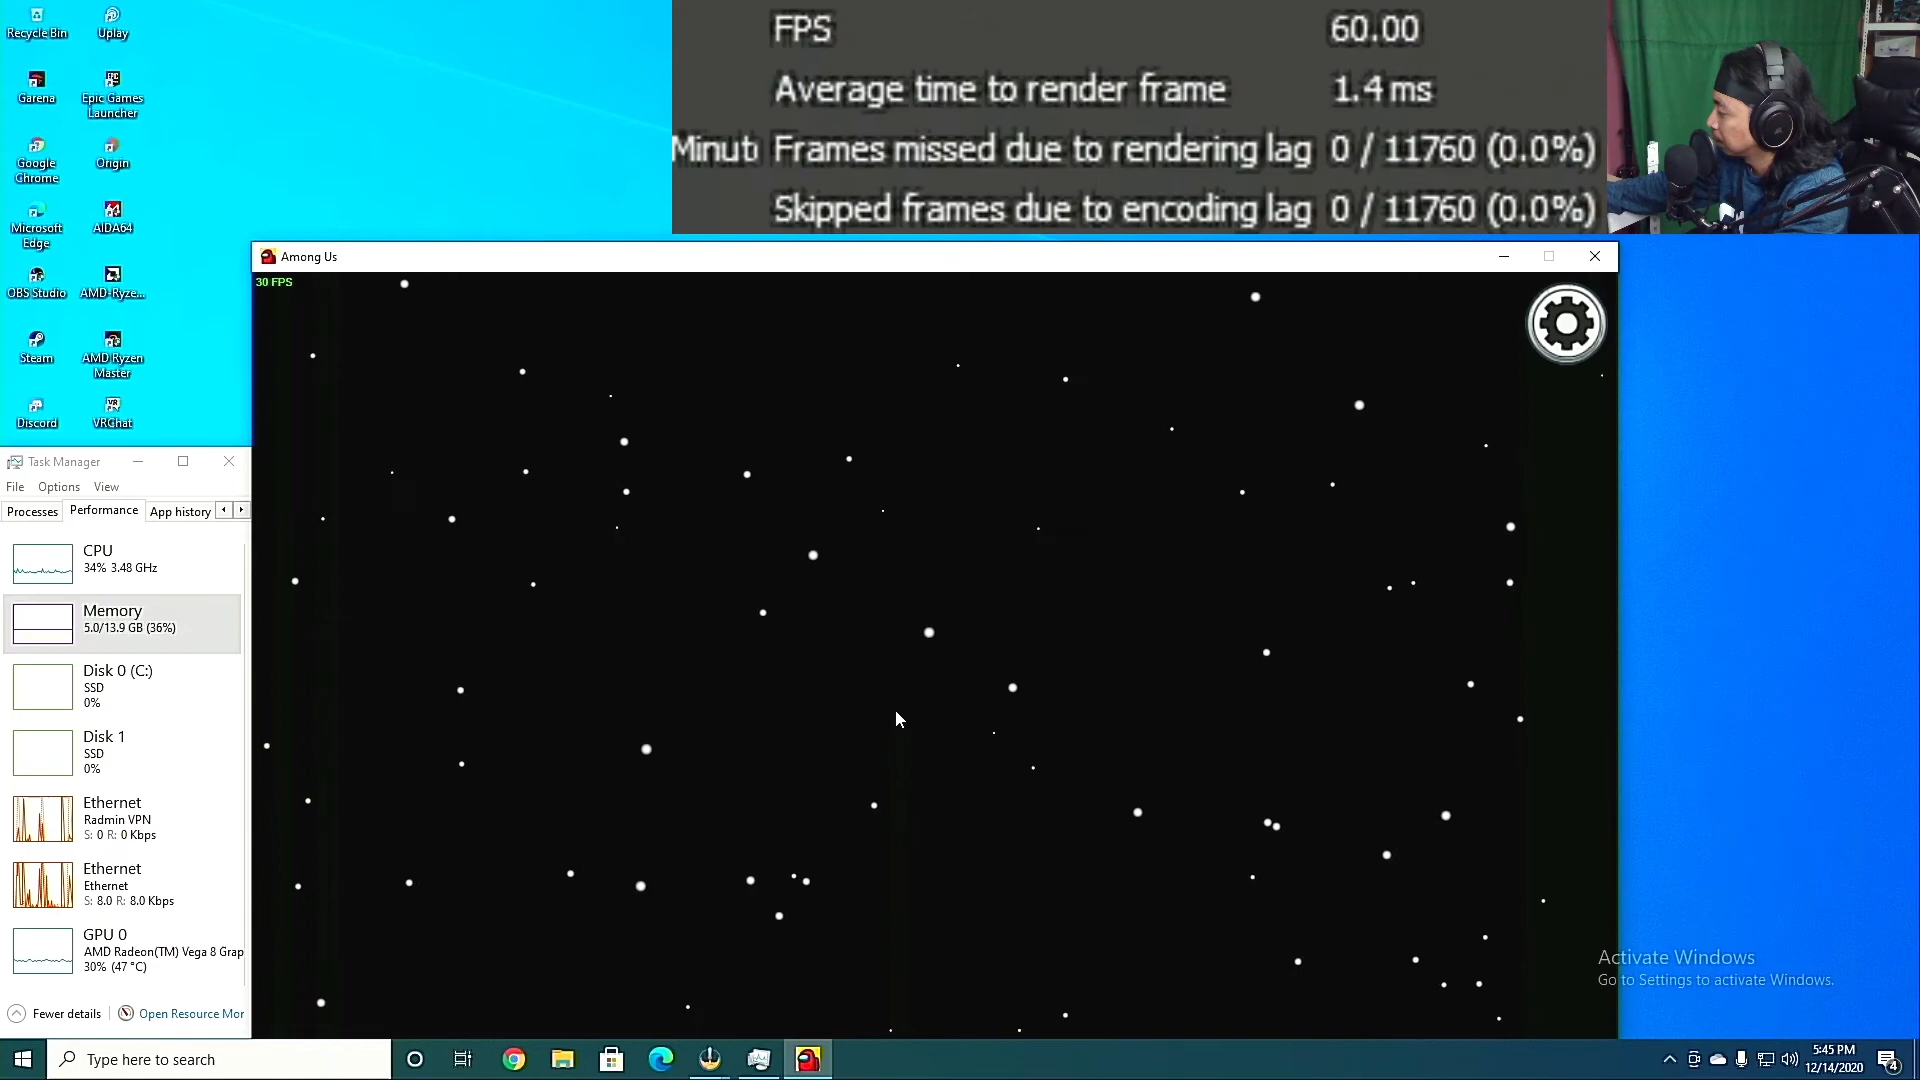 Recycle Bin
Uplay
Garena
Epic Games
Launcher
Google
Chrome
Origin
Microsoft
Edge
AIDA64
OBS Studio
AMD-Ryze...
Steam
AMD Ryzen
Master
Discord
VRChat
FPS 60.00
Average time to render frame 1.4 ms
Minut Frames missed due to rendering lag 0 / 11760 (0.0%)
Skipped frames due to encoding lag 0 / 11760 (0.0%)
Among Us
30 FPS
Task Manager
File Options View
Processes Performance App history
CPU
34% 3.48 GHz
Memory
5.0/13.9 GB (36%)
Disk 0 (C:)
SSD
0%
Disk 1
SSD
0%
Ethernet
Radmin VPN
S: 0 R: 0 Kbps
Ethernet
Ethernet
S: 8.0 R: 8.0 Kbps
GPU 0
AMD Radeon(TM) Vega 8 Grap
30% (47 °C)
Fewer details Open Resource Mor
Activate Windows
Go to Settings to activate Windows.
Type here to search
5:45 PM
12/14/2020
4